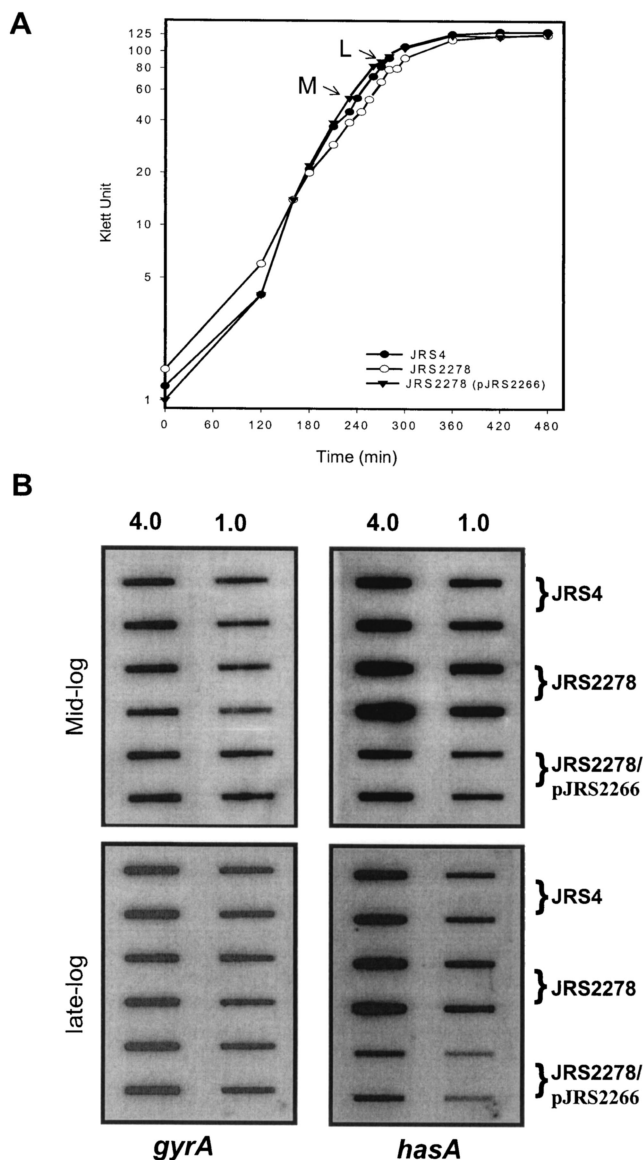 A
125
100
80
60
40
20
10
5
1
Klett Unit
L
M
JRS4
JRS2278
JRS2278 (pJRS2266)
0 60 120 180 240 300 360 420 480
Time (min)
B
4.0 1.0 4.0 1.0
Mid-log
JRS4
JRS2278
JRS2278/
pJRS2266
late-log
JRS4
JRS2278
JRS2278/
pJRS2266
gyrA hasA